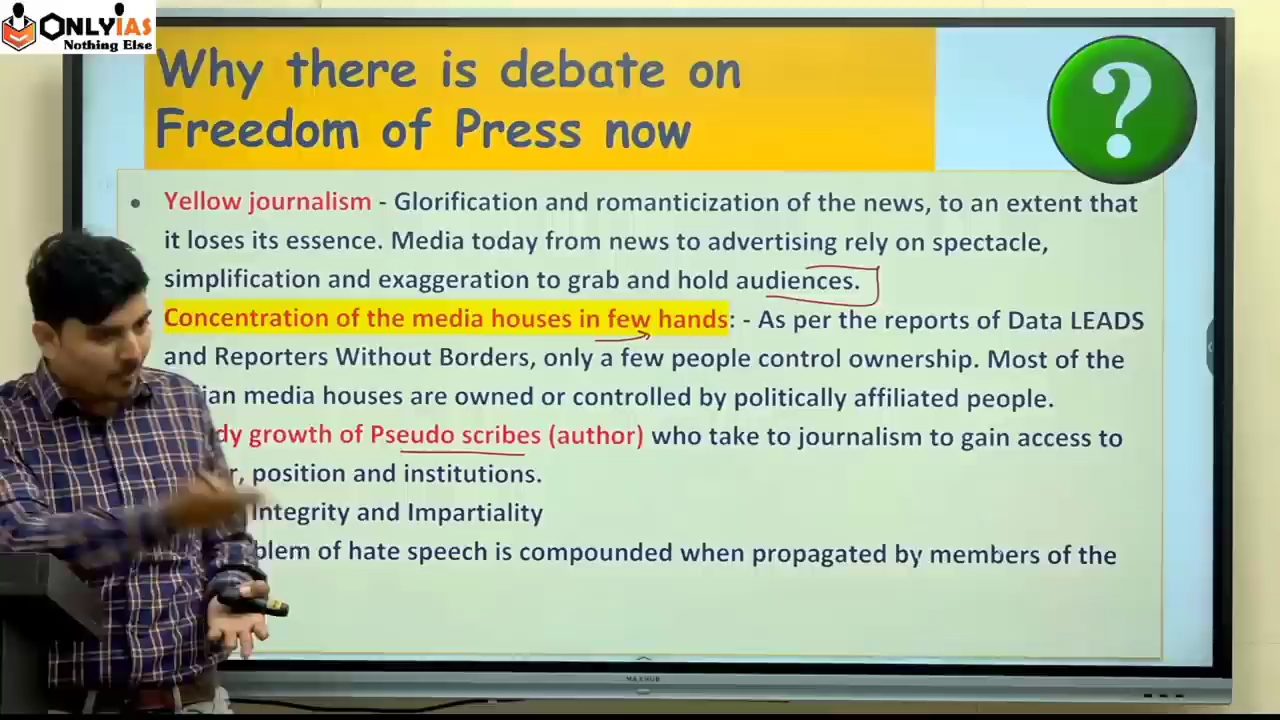 ONLYIAS
Nothing Else
Why there is debate on
Freedom of Press now
?
• Yellow journalism - Glorification and romanticization of the news, to an extent that
it loses its essence. Media today from news to advertising rely on spectacle,
simplification and exaggeration to grab and hold audiences.
Concentration of the media houses in few hands: - As per the reports of Data LEADS
and Reporters Without Borders, only a few people control ownership. Most of the
media houses are owned or controlled by politically affiliated people.
growth of Pseudo scribes (author) who take to journalism to gain access to
position and institutions.
Integrity and Impartiality
of hate speech is compounded when propagated by members of the
MAXHUB